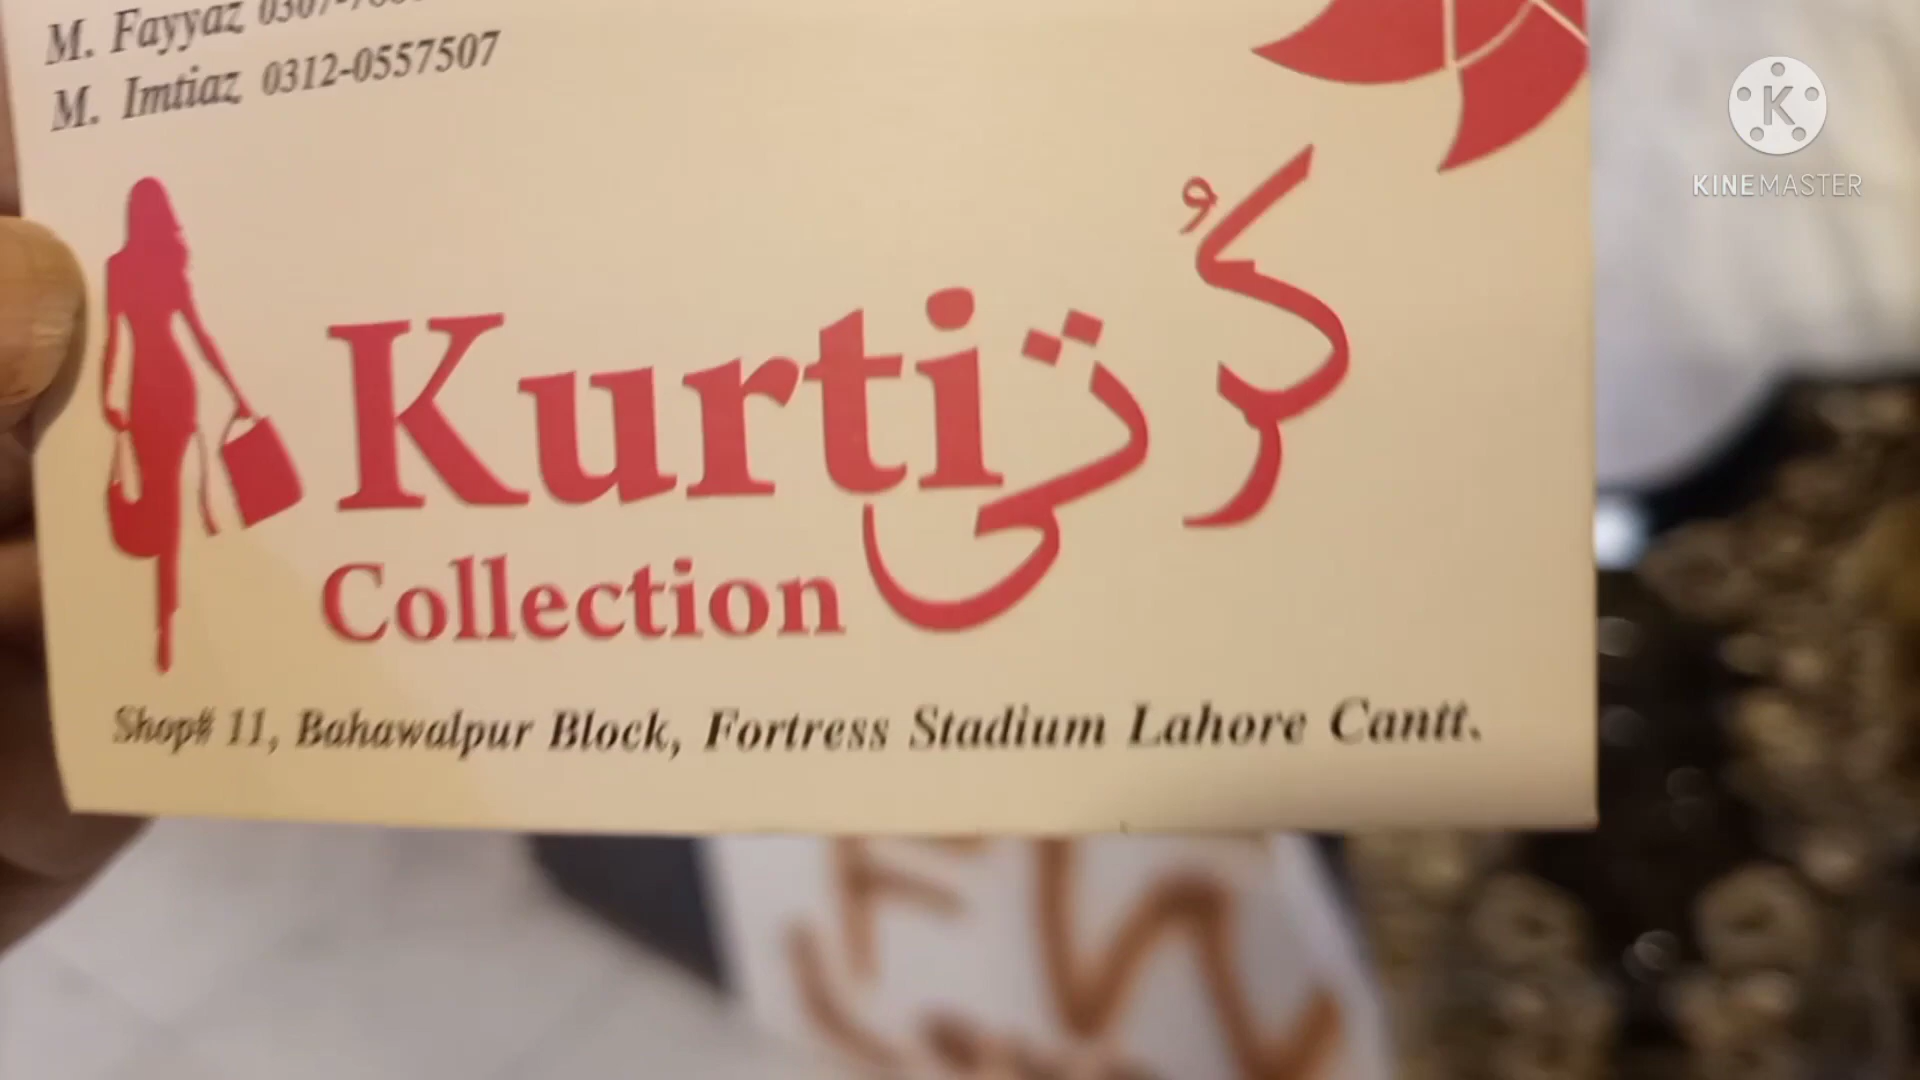 M. Fayyaz
M. Imtiaz 0312-0557507
Kurti کُرتی
Collection
Shop# 11, Bahawalpur Block, Fortress Stadium Lahore Cantt.
K
KINEMASTER